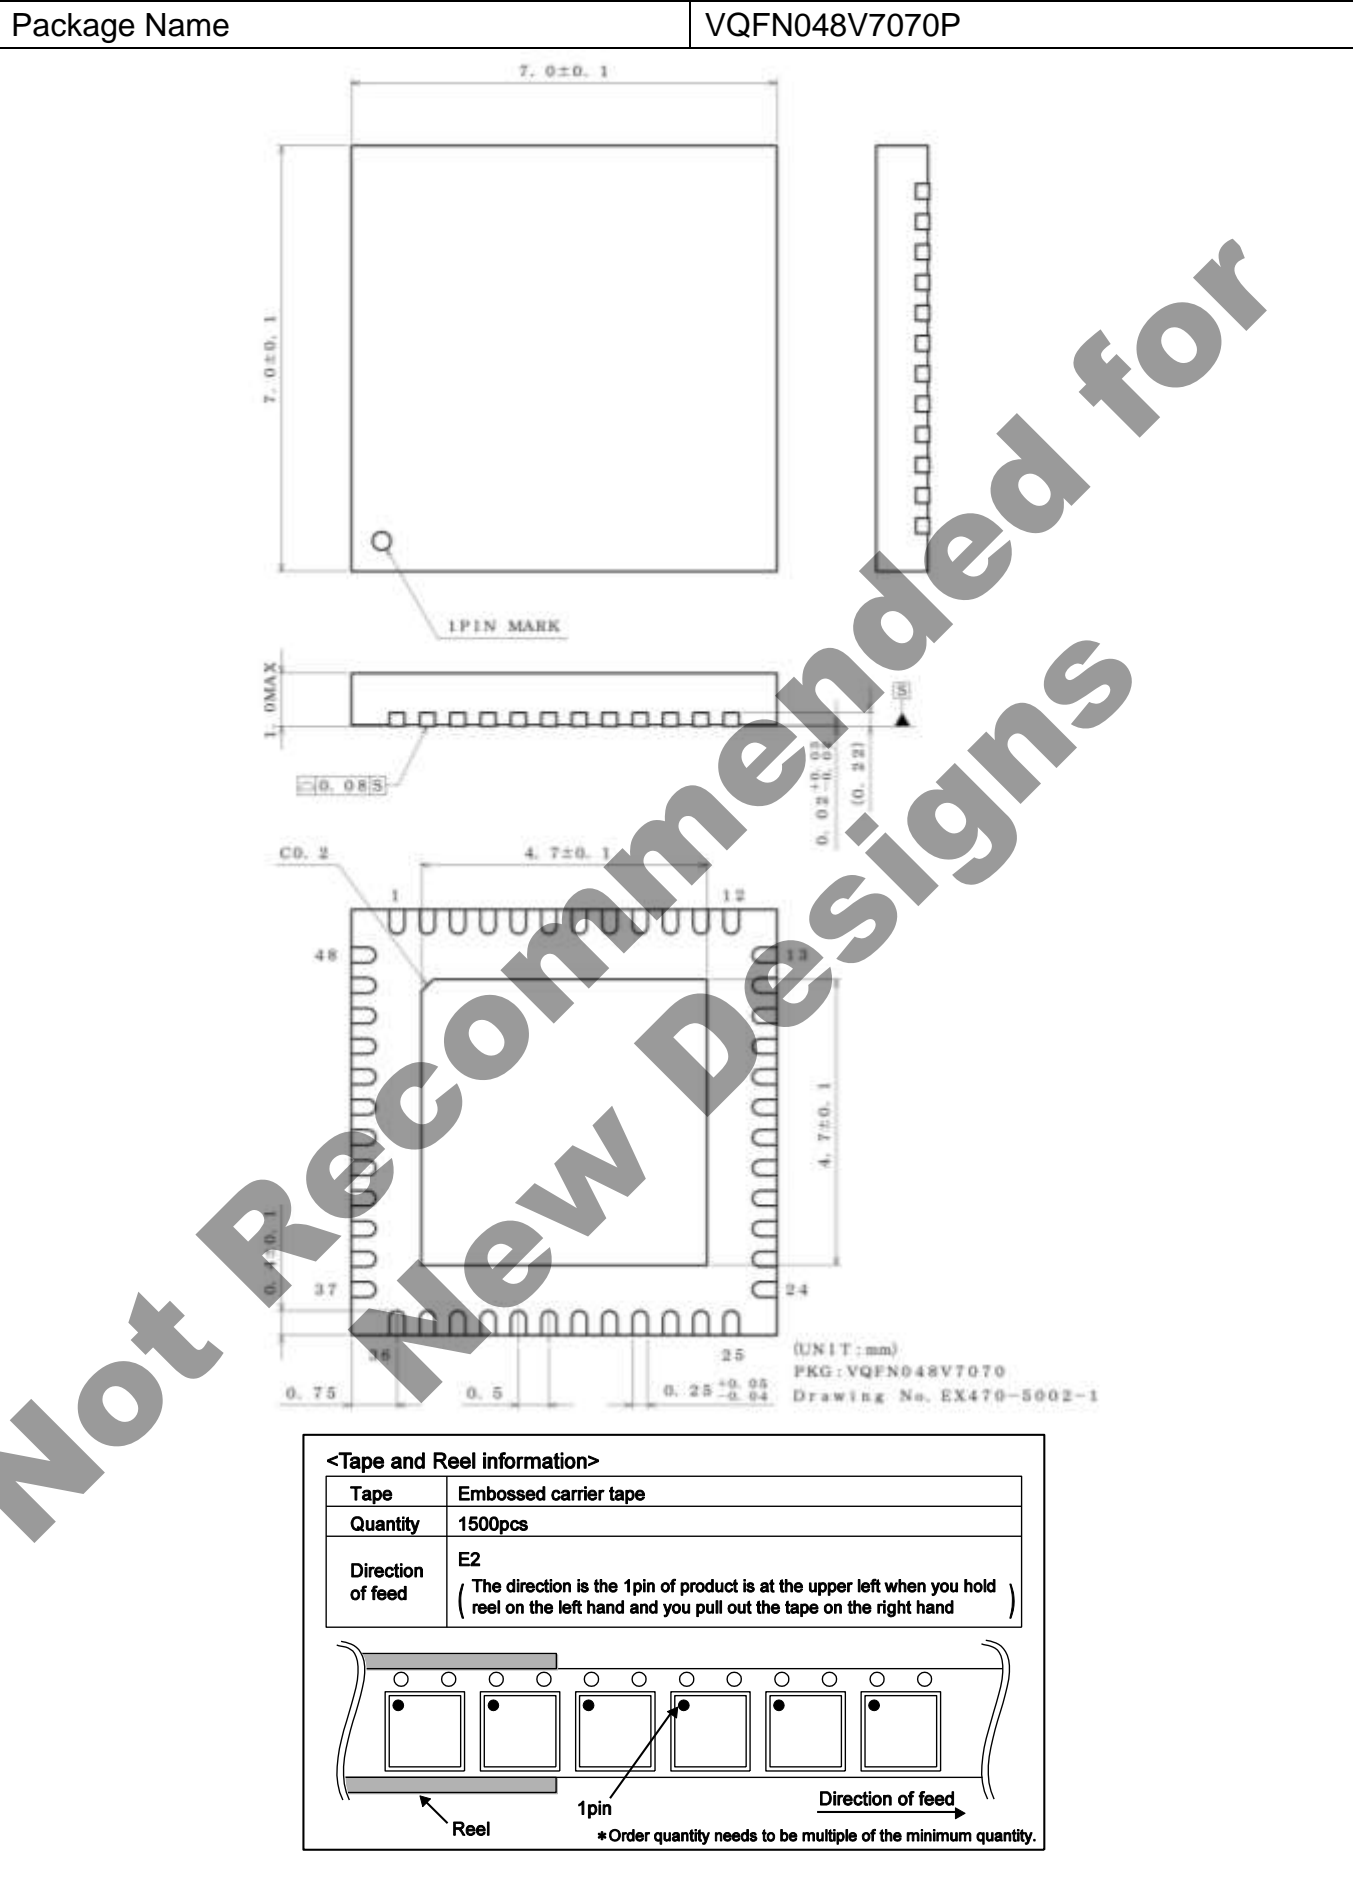 Package Name VQFN048V7070P
7. 0±0. 1
7. 0±0. 1
1PIN MARK
1. 0MAX
S
0. 08 S
0. 02 +0. 03 -0. 02
(0. 22)
C0. 2
4. 7±0. 1
1 12
48 13
4. 7±0. 1
0. 4±0. 1
37 24
36 25
0. 75
0. 5
0. 25 +0. 05 -0. 04
(UNIT:mm)
PKG:VQFN048V7070
Drawing No. EX470-5002-1
Not Recommended for
New Designs
<Tape and Reel information>
Tape Embossed carrier tape
Quantity 1500pcs
Direction of feed
E2
( The direction is the 1pin of product is at the upper left when you hold
reel on the left hand and you pull out the tape on the right hand )
1pin
Reel
Direction of feed
*Order quantity needs to be multiple of the minimum quantity.